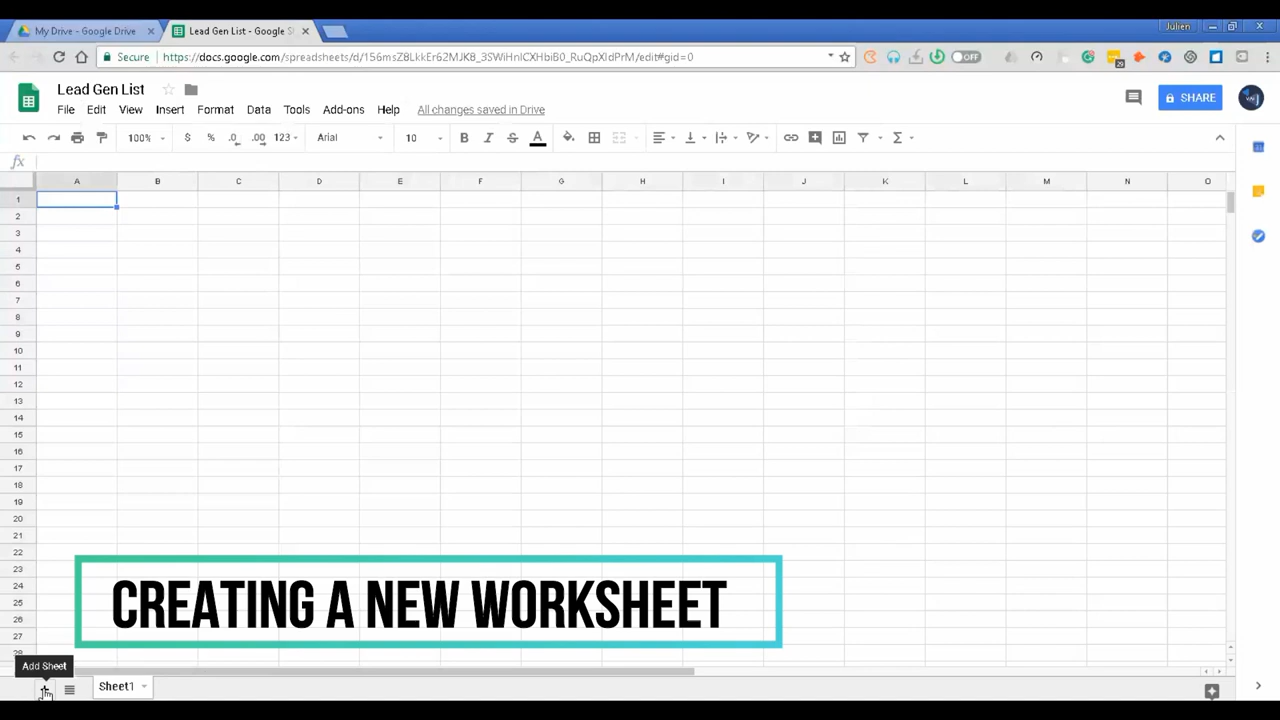 Julien
My Drive - Google Drive
Lead Gen List - Google S
Secure
https://docs.google.com/spreadsheets/d/156msZ8LkkEr62MJK8_3SWiHnICXHbiB0_RuQpXIdPrM/edit#gid=0
OFF
29
Lead Gen List
File Edit View Insert Format Data Tools Add-ons Help All changes saved in Drive
SHARE
100% $ % .0 .00 123 Arial 10 B I S A Σ
fx
A B C D E F G H I J K L M N O
1
2
3
4
5
6
7
8
9
10
11
12
13
14
15
16
17
18
19
20
21
22
23
24
25
26
27
28
CREATING A NEW WORKSHEET
Add Sheet
Sheet1